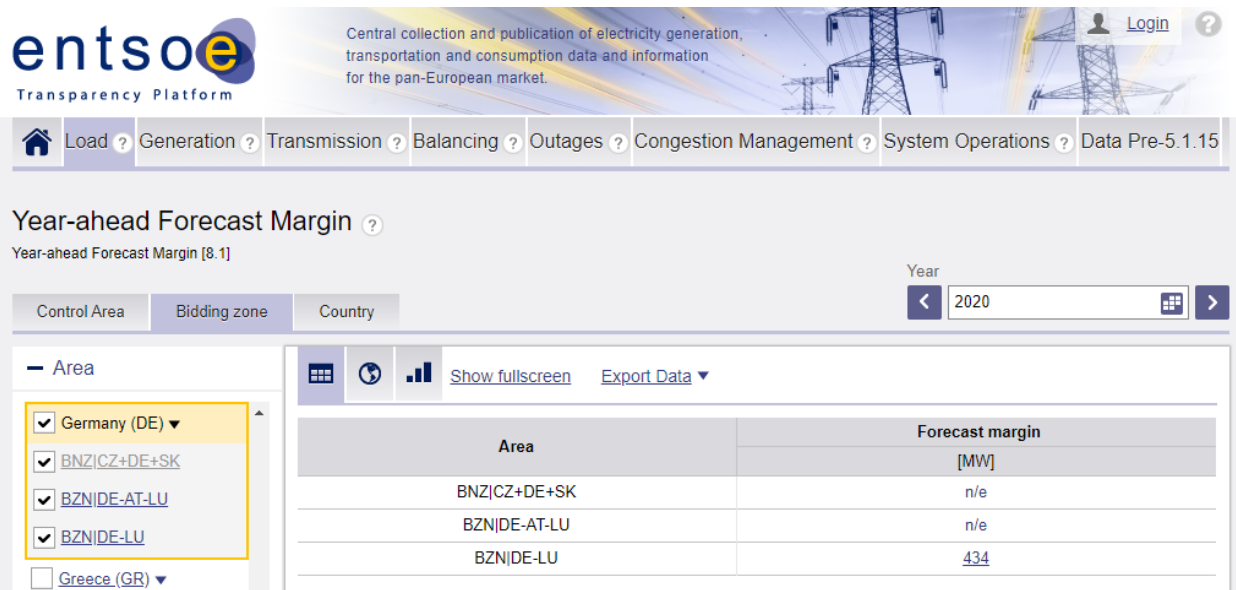 entsoe
Transparency Platform
Central collection and publication of electricity generation,
transportation and consumption data and information
for the pan-European market.
Login ?
Load ? Generation ? Transmission ? Balancing ? Outages ? Congestion Management ? System Operations ? Data Pre-5.1.15
Year-ahead Forecast Margin ?
Year-ahead Forecast Margin [8.1]
Year
2020
Control Area Bidding zone Country
Area
Show fullscreen Export Data
Germany (DE)
BNZ|CZ+DE+SK
BZN|DE-AT-LU
BZN|DE-LU
Greece (GR)
Area Forecast margin
[MW]
BNZ|CZ+DE+SK n/e
BZN|DE-AT-LU n/e
BZN|DE-LU 434